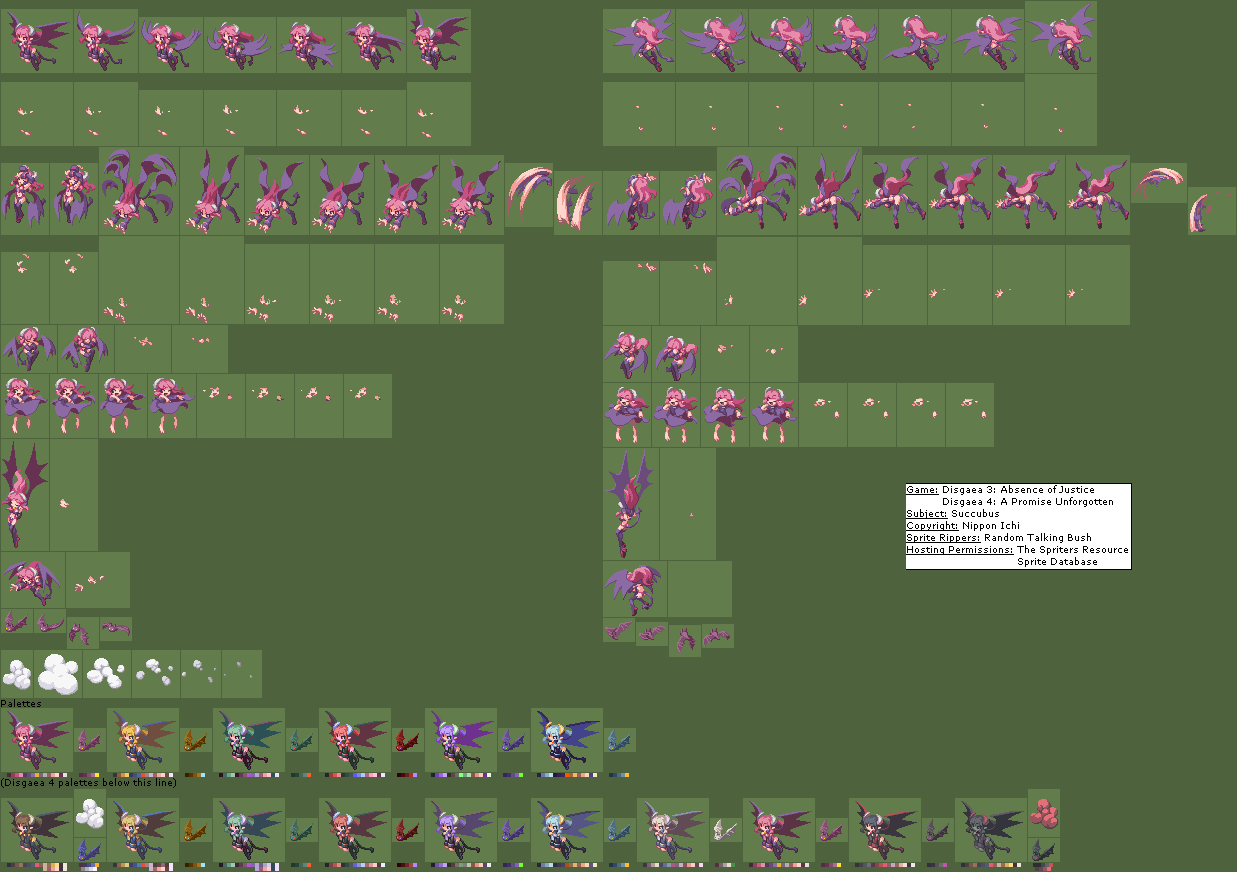 Game: Disgaea 3: Absence of Justice
Disgaea 4: A Promise Unforgotten
Subject: Succubus
Copyright: Nippon Ichi
Sprite Rippers: Random Talking Bush
Hosting Permissions: The Spriters Resource
Sprite Database
Palettes
(Disgaea 4 palettes below this line)